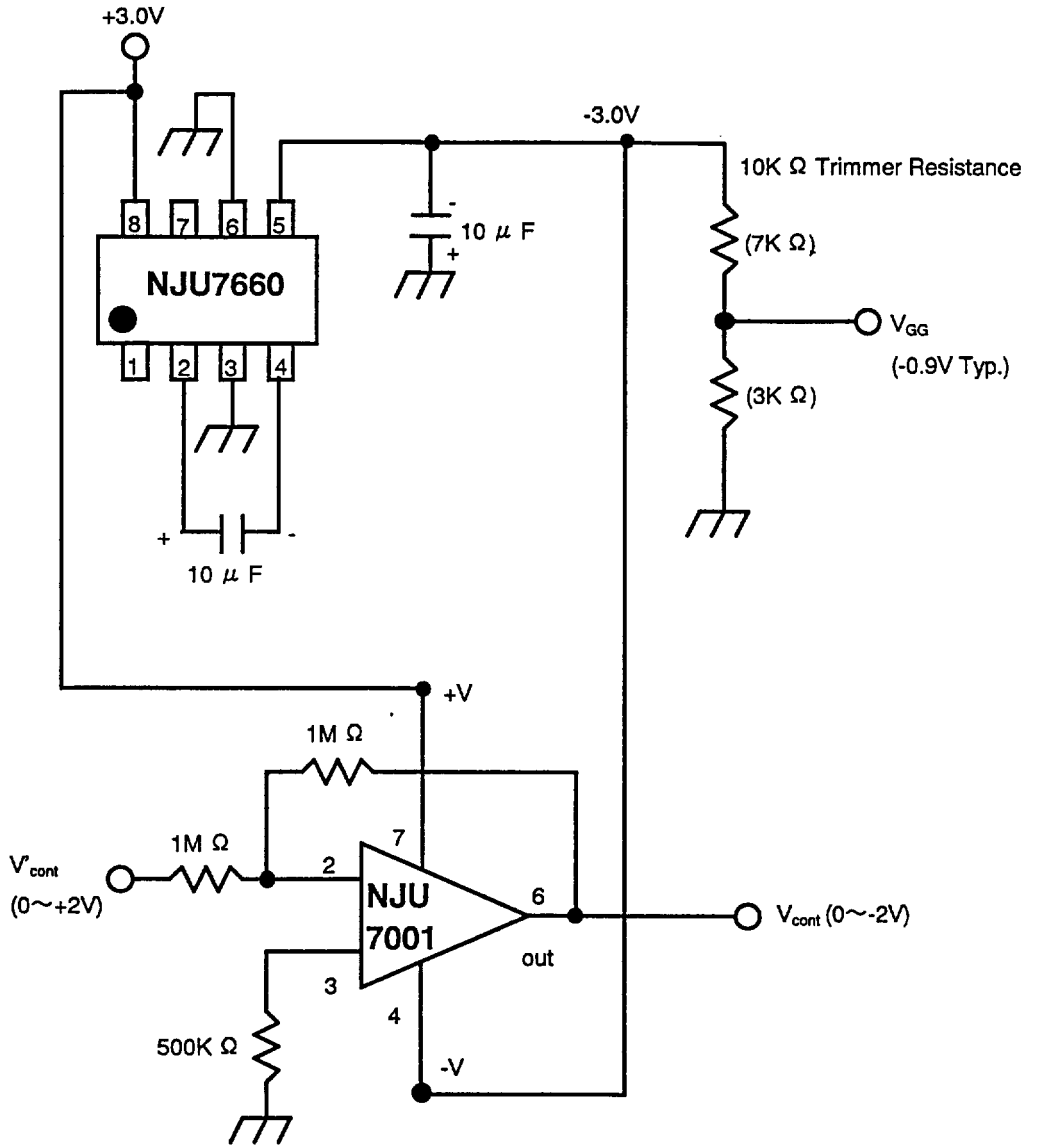 +3.0V
-3.0V
10K Ω Trimmer Resistance
8
7
6
5
-
10 μ F
+
(7K Ω)
NJU7660
V_GG
(-0.9V Typ.)
1
2
3
4
(3K Ω)
+
-
10 μ F
+V
1M Ω
1M Ω
7
V'cont
(0～+2V)
2
NJU
7001
6
Vcont (0～-2V)
out
3
4
500K Ω
-V